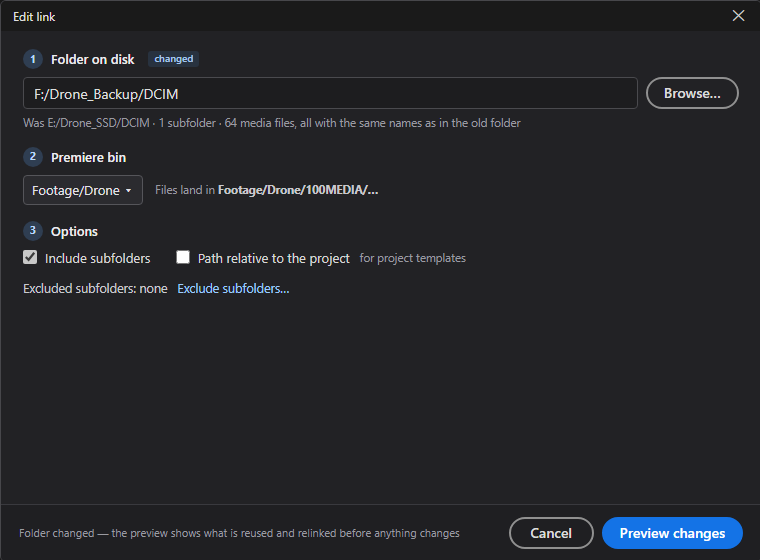 Edit link
1 Folder on disk changed
F:/Drone_Backup/DCIM
Browse...
Was E:/Drone_SSD/DCIM · 1 subfolder · 64 media files, all with the same names as in the old folder
2 Premiere bin
Footage/Drone
Files land in Footage/Drone/100MEDIA/...
3 Options
Include subfolders
Path relative to the project for project templates
Excluded subfolders: none Exclude subfolders...
Folder changed — the preview shows what is reused and relinked before anything changes
Cancel
Preview changes